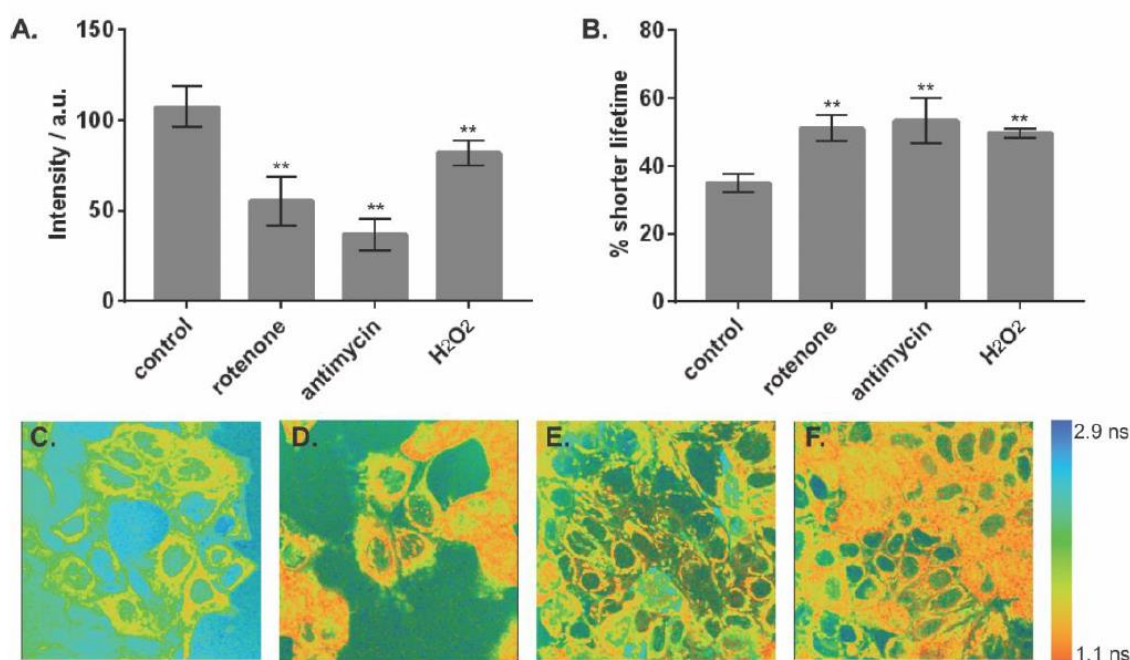 A.
B.
150
100
50
0
Intensity / a.u.
**
**
**
control
rotenone
antimycin
H2O2
80
60
40
20
0
% shorter lifetime
**
**
**
control
rotenone
antimycin
H2O2
C.
D.
E.
F.
2.9 ns
1.1 ns